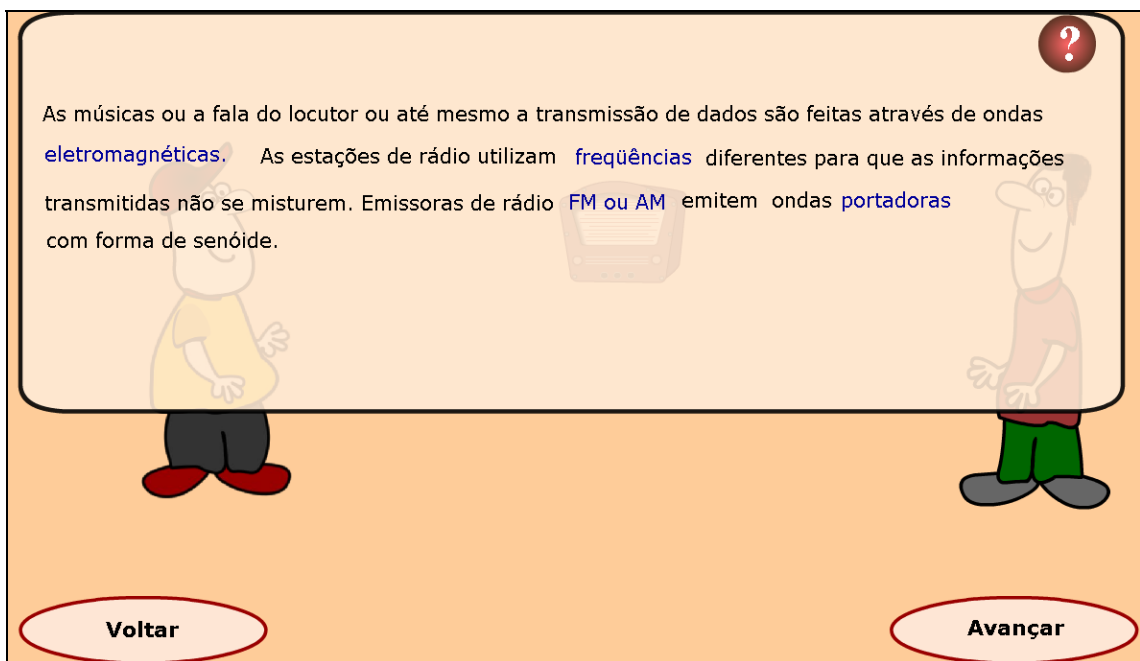 ?
As músicas ou a fala do locutor ou até mesmo a transmissão de dados são feitas através de ondas
eletromagnéticas. As estações de rádio utilizam freqüências diferentes para que as informações
transmitidas não se misturem. Emissoras de rádio FM ou AM emitem ondas portadoras
com forma de senóide.
Voltar
Avançar